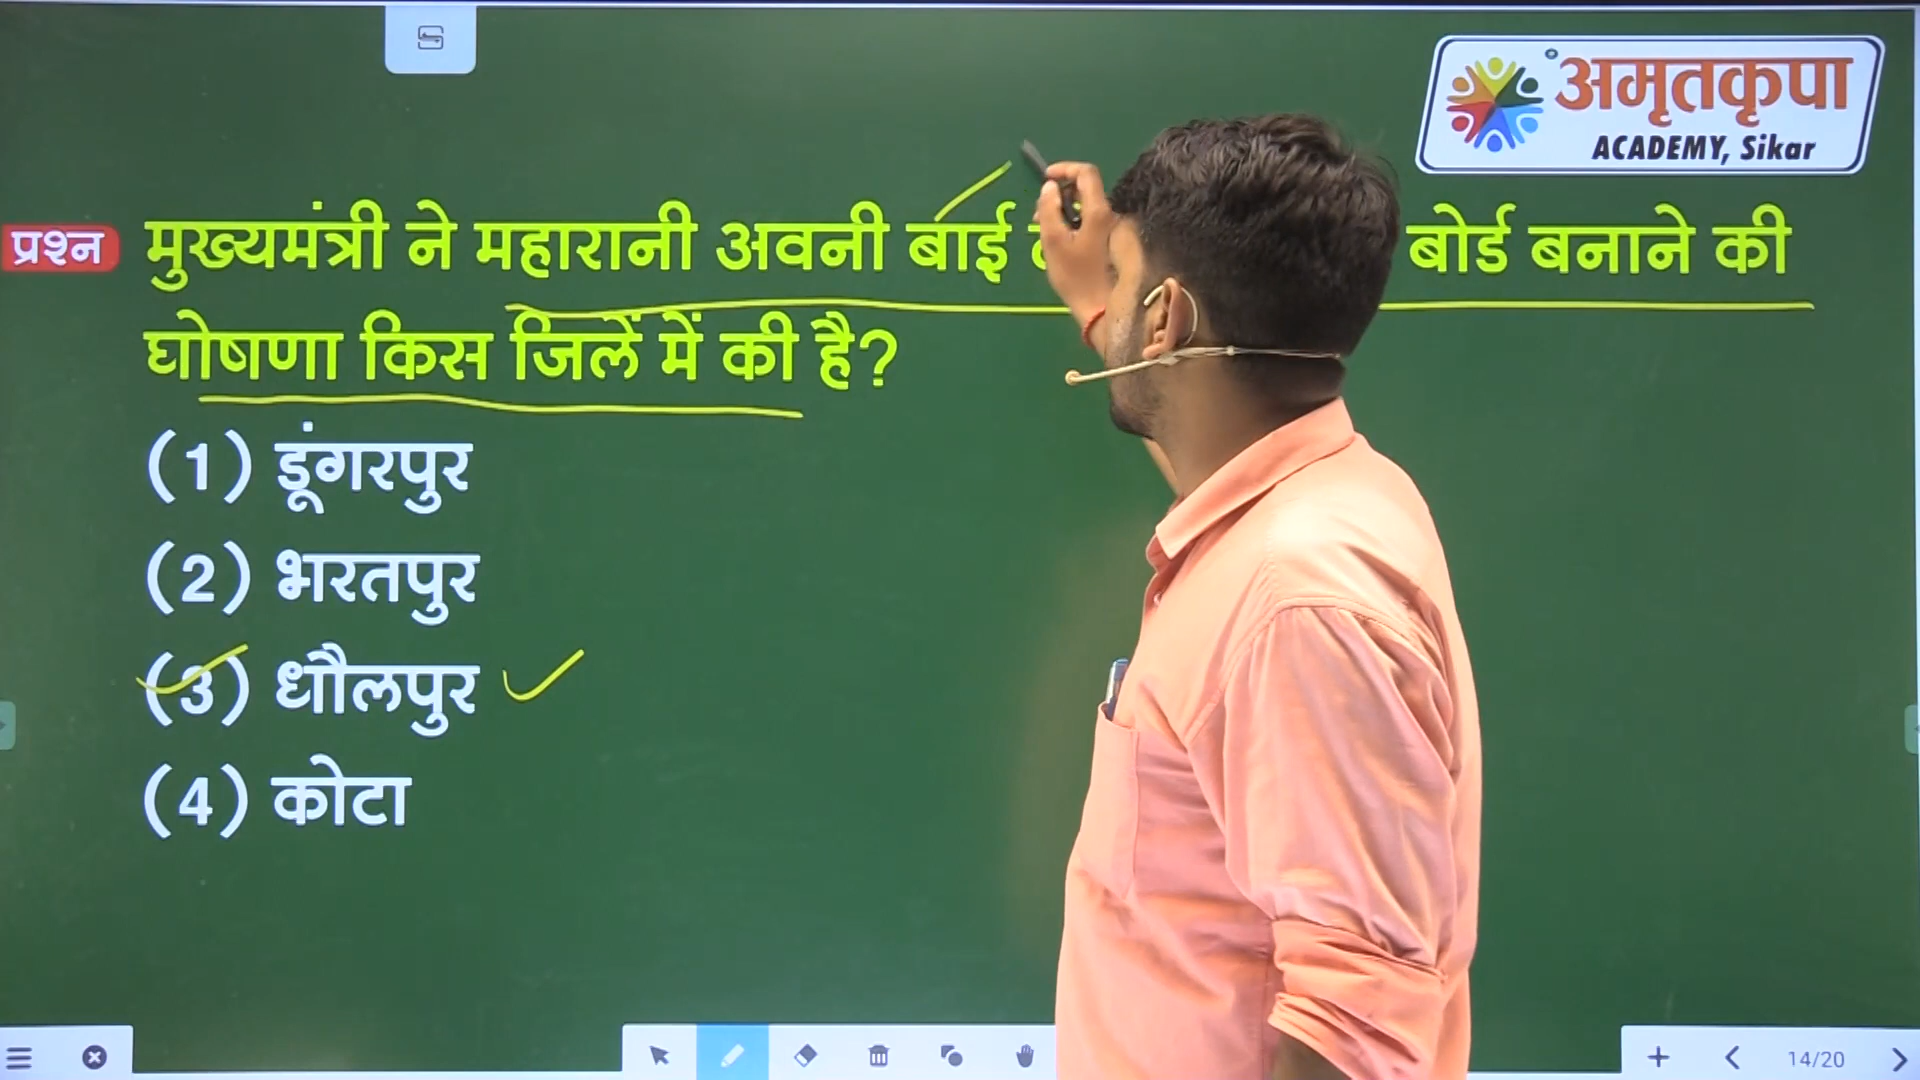 अमृतकृपा
ACADEMY, Sikar
प्रश्न मुख्यमंत्री ने महारानी अवनी बाई बोर्ड बनाने की
घोषणा किस जिलें में की है?
(1) डूंगरपुर
(2) भरतपुर
(3) धौलपुर
(4) कोटा
14/20